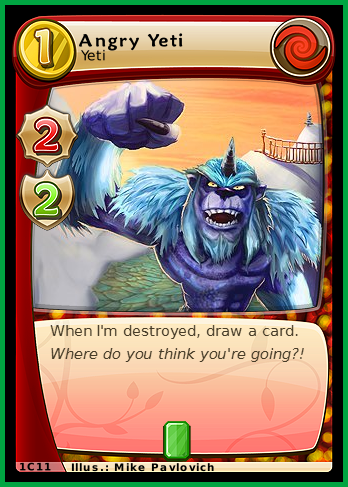 1
Angry Yeti
Yeti
2
2
When I'm destroyed, draw a card.
Where do you think you're going?!
1C11 Illus.: Mike Pavlovich